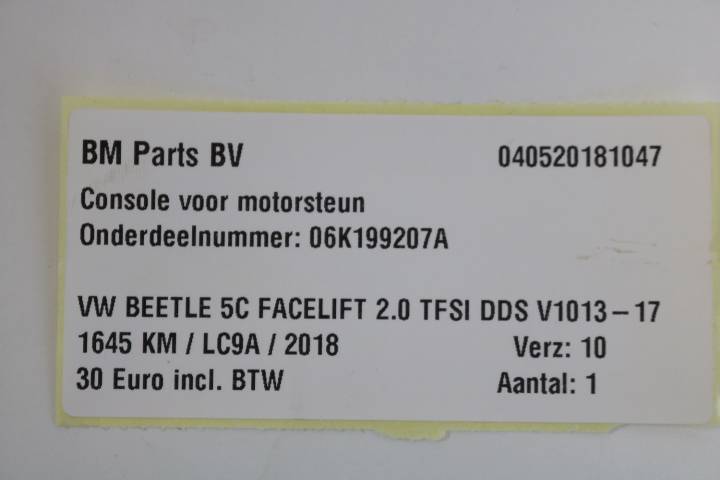 BM Parts BV 040520181047
Console voor motorsteun
Onderdeelnummer: 06K199207A
VW BEETLE 5C FACELIFT 2.0 TFSI DDS V1013-17
1645 KM / LC9A / 2018 Verz: 10
30 Euro incl. BTW Aantal: 1